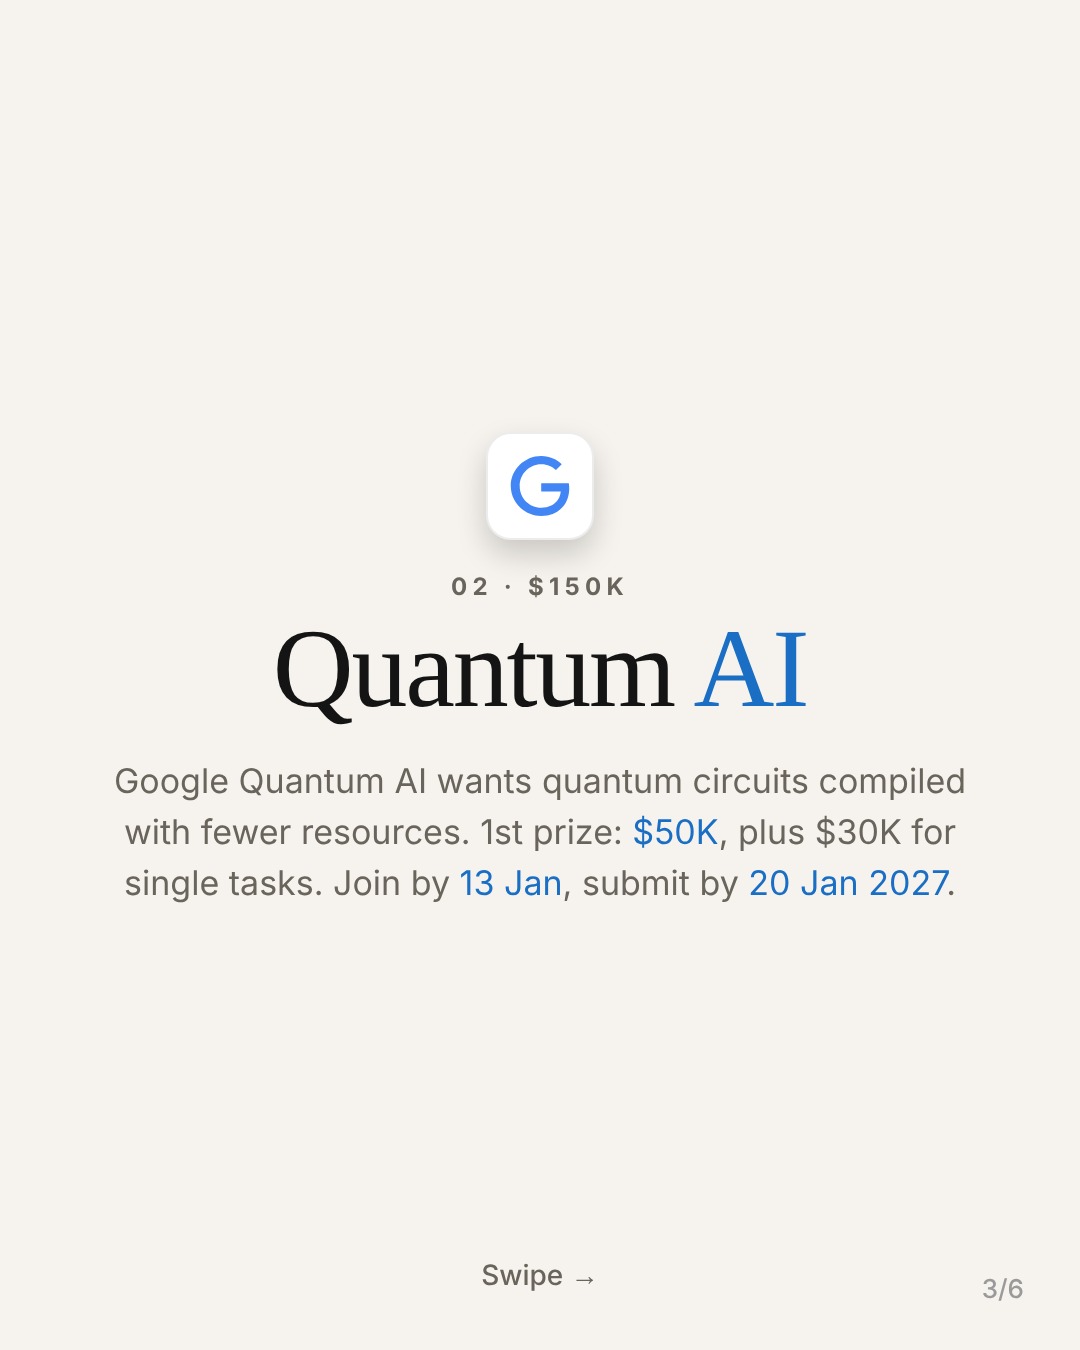 G
02 · $150K
Quantum AI
Google Quantum AI wants quantum circuits compiled
with fewer resources. 1st prize: $50K, plus $30K for
single tasks. Join by 13 Jan, submit by 20 Jan 2027.
Swipe →
3/6